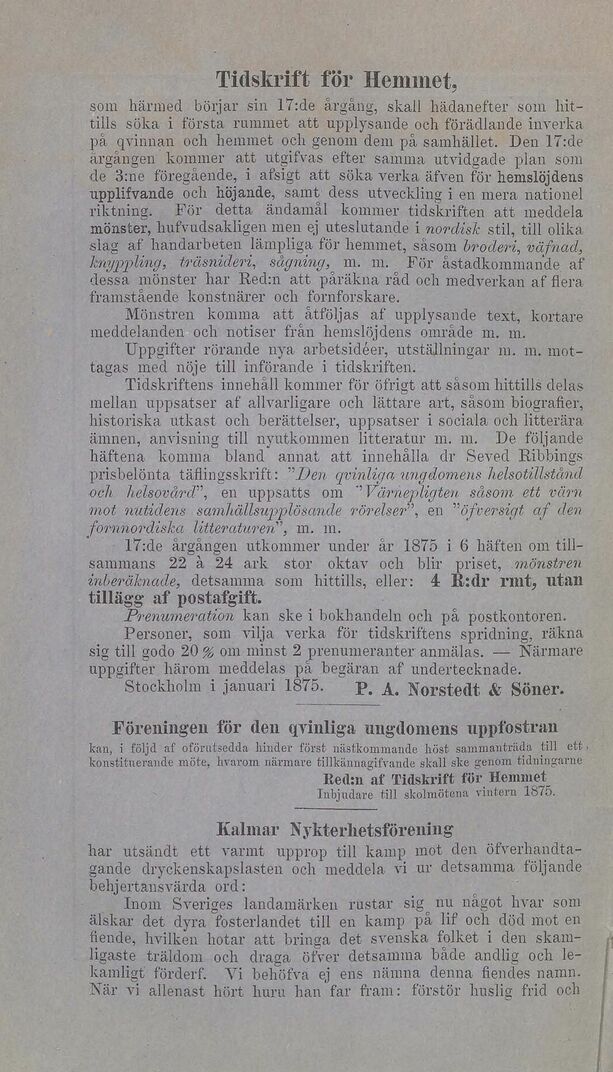 Tidskrift för Hemmet,
som härmed börjar sin 17:de årgång, skall hädanefter som hit-
tills söka i första rummet att upplysande och förädlande inverka
på qvinnan och hemmet och genom dem på samhället. Den 17:de
årgången kommer att utgifvas efter samma utvidgade plan som
de 3:ne föregående, i afsigt att söka verka äfven för hemslöjdens
upplifvande och höjande, samt dess utveckling i en mera nationel
riktning. För detta ändamål kommer tidskriften att meddela
mönster, hufvudsakligen men ej uteslutande i nordisk stil, till olika
slag af handarbeten lämpliga för hemmet, såsom broderi, väfnad,
knyppling, träsnideri, sågning, m. m. För åstadkommande af
dessa mönster har Red:n att påräkna råd och medverkan af flera
framstående konstnärer och fornforskare.
Mönstren komma att åtföljas af upplysande text, kortare
meddelanden och notiser från hemslöjdens område m. m.
Uppgifter rörande nya arbetsidéer, utställningar m. m. mot-
tagas med nöje till införande i tidskriften.
Tidskriftens innehåll kommer för öfrigt att såsom hittills delas
mellan uppsatser af allvarligare och lättare art, såsom biografier,
historiska utkast och berättelser, uppsatser i sociala och litterära
ämnen, anvisning till nyutkommen litteratur m. m. De följande
häftena komma bland annat att innehålla dr Seved Ribbings
prisbelönta täflingsskrift: "Den qvinliga ungdomens helsotillstånd
och helsovård", en uppsatts om "Värnepligten såsom ett värn
mot nutidens samhällsupplösande rörelser", en "öfversigt af den
fornnordiska litteraturen", m. m.
17:de årgången utkommer under år 1875 i 6 häften om till-
sammans 22 à 24 ark stor oktav och blir priset, mönstren
inberäknade, detsamma som hittills, eller: 4 R:dr rmt, utan
tillägg af postafgift.
Prenumeration kan ske i bokhandeln och på postkontoren.
Personer, som vilja verka för tidskriftens spridning, räkna
sig till godo 20 % om minst 2 prenumeranter anmälas. — Närmare
uppgifter härom meddelas på begäran af undertecknade.
Stockholm i januari 1875. P. A. Norstedt & Söner.
Föreningen för den qvinliga ungdomens uppfostran
kan, i följd af oförutsedda hinder först nästkommande höst sammanträda till ett
konstituerande möte, hvarom närmare tillkännagifvande skall ske genom tidningarne
Red:n af Tidskrift för Hemmet
Inbjudare till skolmötena vintern 1875.
Kalmar Nykterhetsförening
har utsändt ett varmt upprop till kamp mot den öfverhandta-
gande dryckenskapslasten och meddela vi ur detsamma följande
behjertansvärda ord:
Inom Sveriges landamärken rustar sig nu något hvar som
älskar det dyra fosterlandet till en kamp på lif och död mot en
fiende, hvilken hotar att bringa det svenska folket i den skam-
ligaste träldom och draga öfver detsamma både andlig och le-
kamligt förderf. Vi behöfva ej ens nämna denna fiendes namn.
När vi allenast hört huru han far fram: förstör huslig frid och